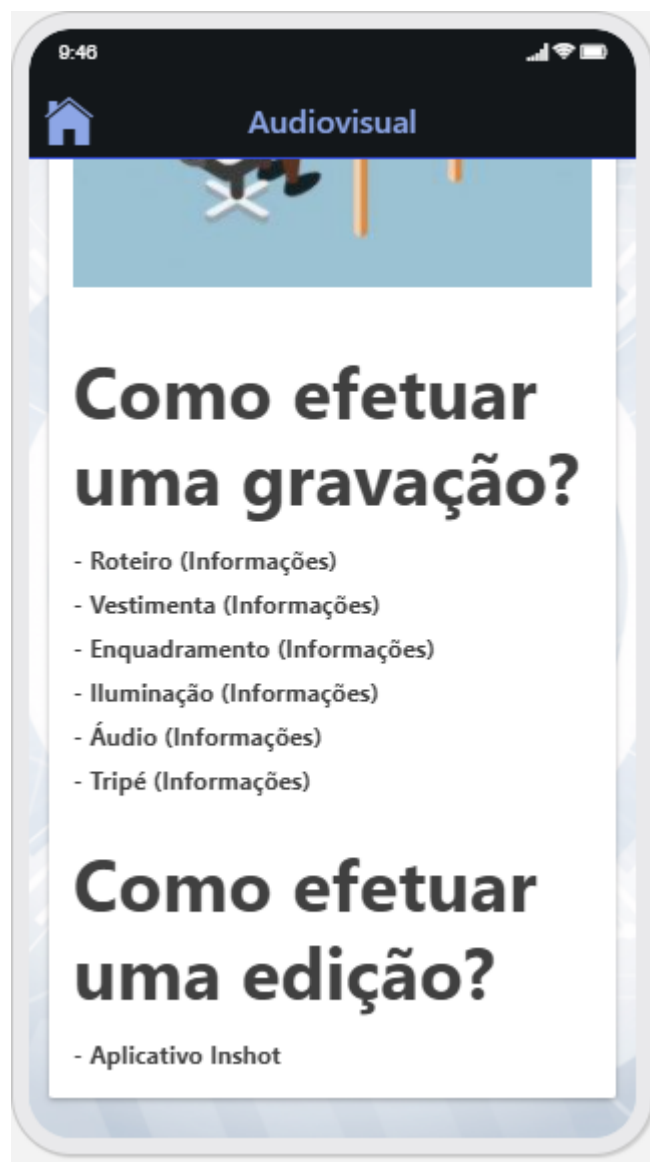 9:46
Audiovisual
Como efetuar
uma gravação?
- Roteiro (Informações)
- Vestimenta (Informações)
- Enquadramento (Informações)
- Iluminação (Informações)
- Áudio (Informações)
- Tripé (Informações)
Como efetuar
uma edição?
- Aplicativo Inshot